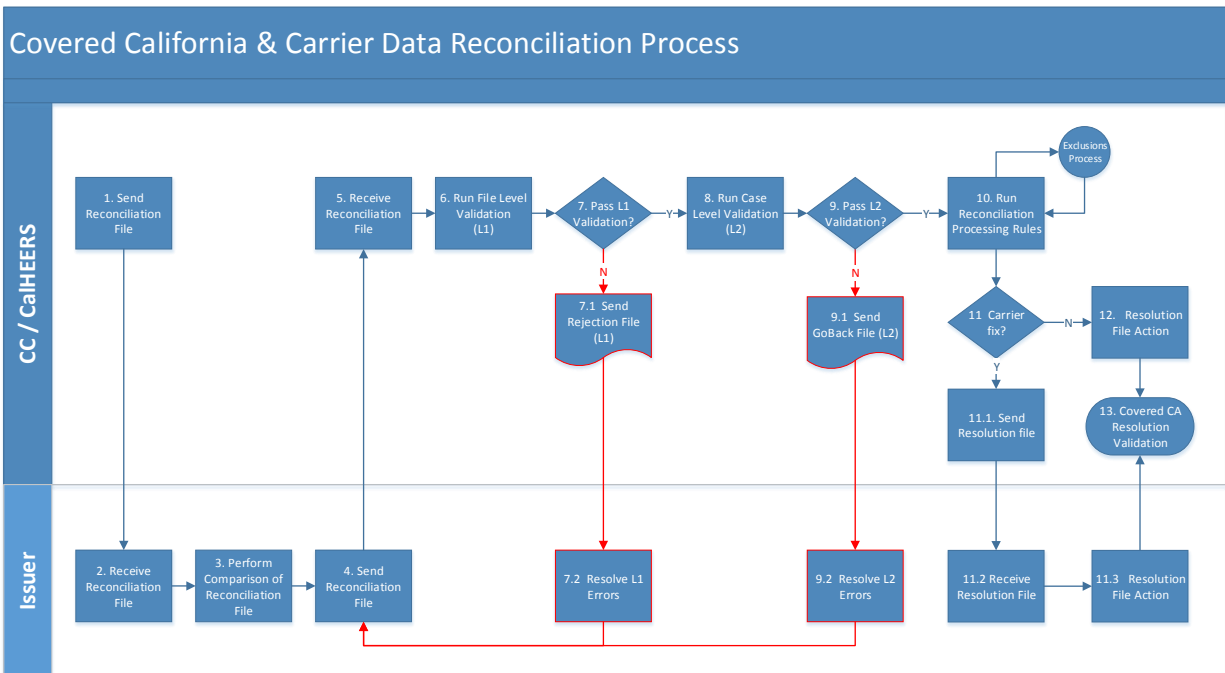 Covered California & Carrier Data Reconciliation Process
CC / CalHEERS
1. Send
Reconciliation
File
5. Receive
Reconciliation
File
6. Run File Level
Validation
(L1)
7. Pass L1
Validation?
Y
8. Run Case
Level Validation
(L2)
9. Pass L2
Validation?
Y
10. Run
Reconciliation
Processing Rules
Exclusions
Process
N
7.1 Send
Rejection File
(L1)
N
9.1 Send
GoBack File (L2)
11 Carrier
fix?
N
12. Resolution
File Action
Y
11.1. Send
Resolution file
13. Covered CA
Resolution
Validation
Issuer
2. Receive
Reconciliation
File
3. Perform
Comparison of
Reconciliation
File
4. Send
Reconciliation
File
7.2 Resolve L1
Errors
9.2 Resolve L2
Errors
11.2 Receive
Resolution File
11.3 Resolution
File Action